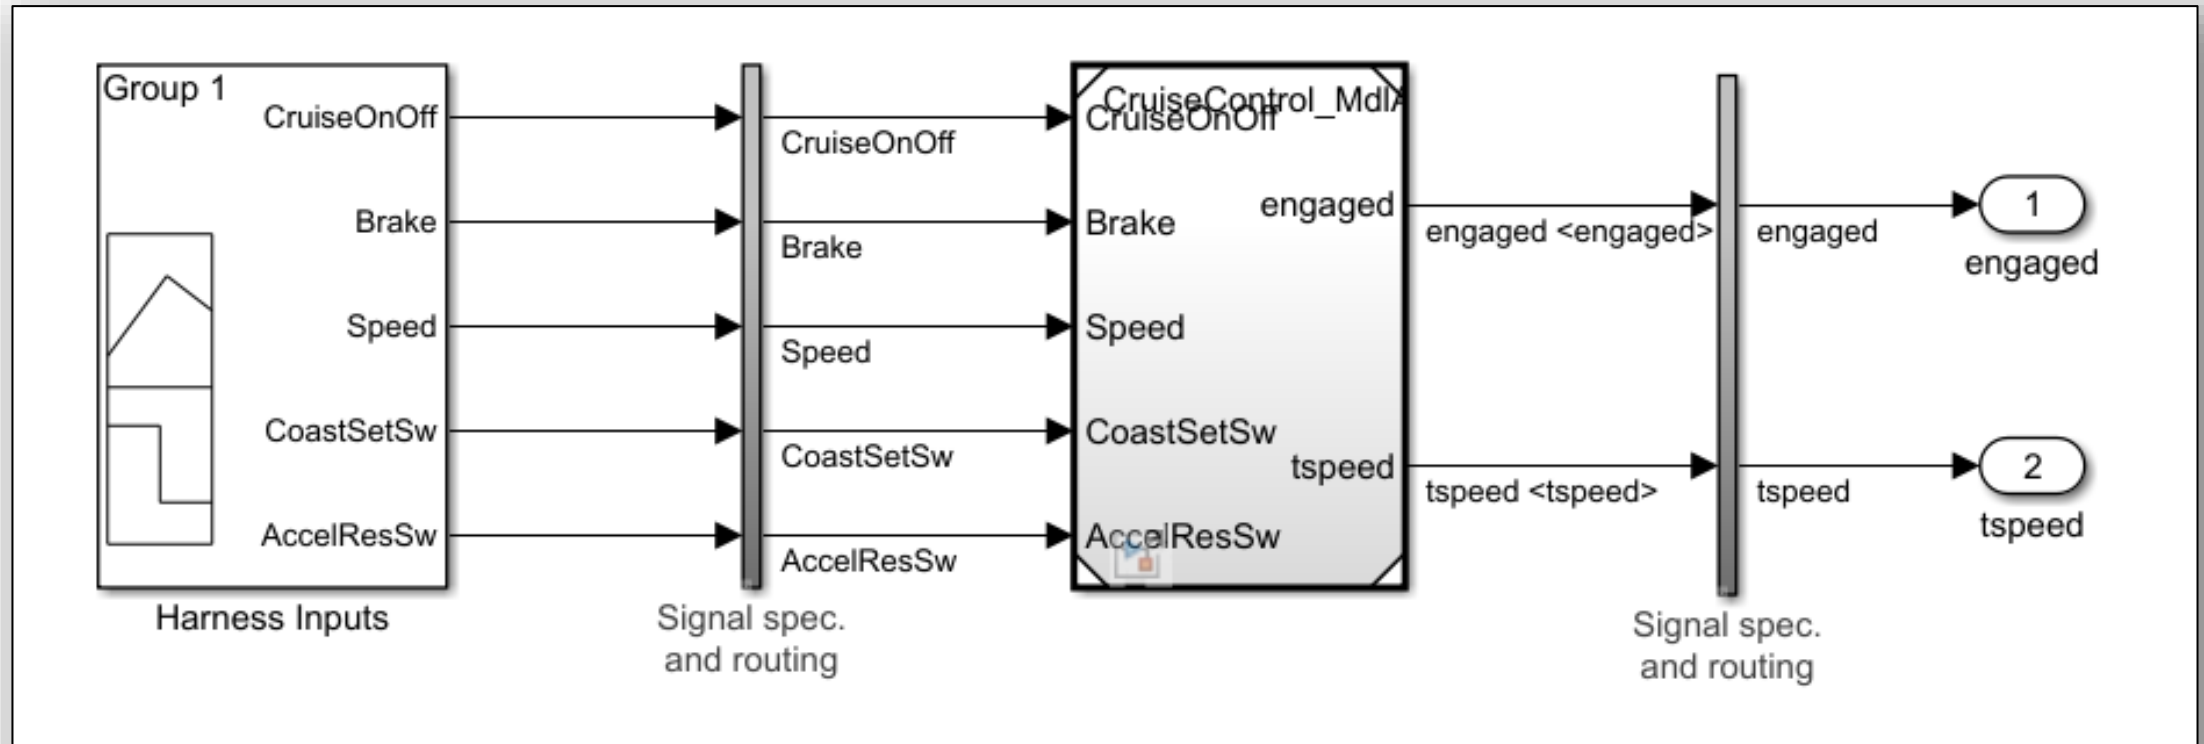 Group 1
CruiseOnOff
Brake
Speed
CoastSetSw
AccelResSw
Harness Inputs
CruiseOnOff
Brake
Speed
CoastSetSw
AccelResSw
Signal spec.
and routing
CruiseControl_MdlA
CruiseOnOff
Brake
Speed
CoastSetSw
AccelResSw
engaged
tspeed
engaged <engaged>
tspeed <tspeed>
Signal spec.
and routing
engaged
tspeed
1
engaged
2
tspeed